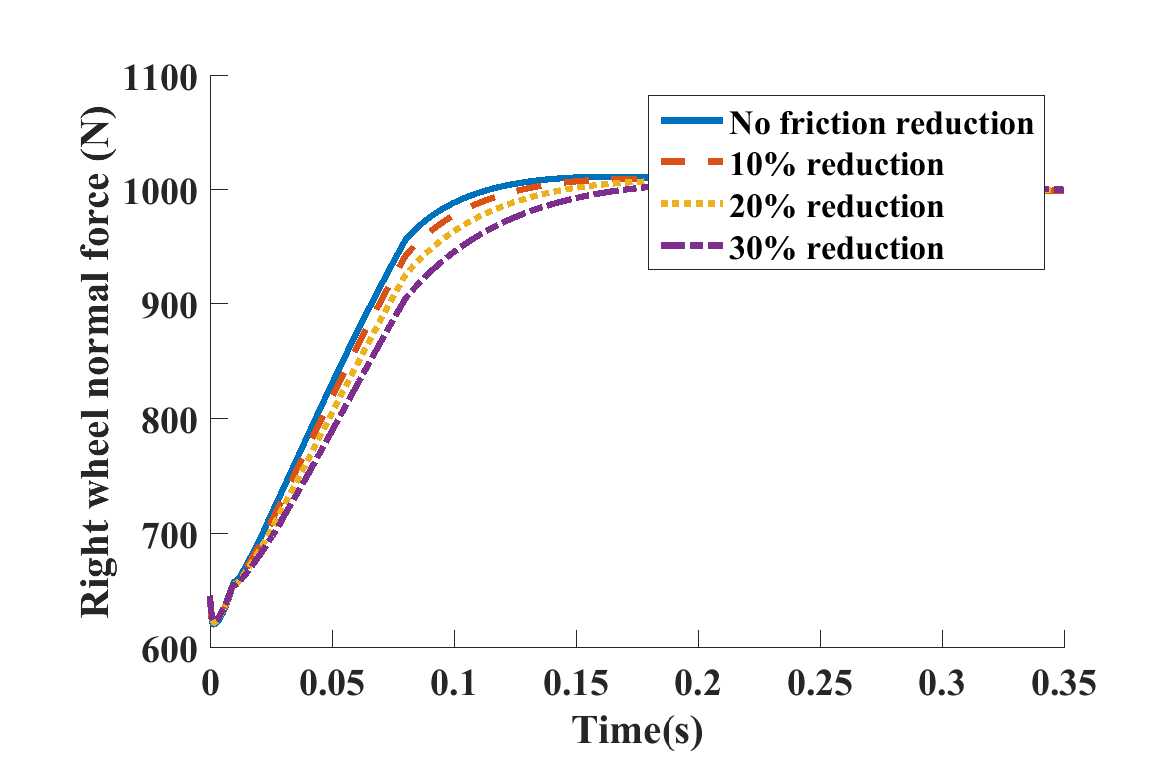 1100
1000
900
800
700
600
Right wheel normal force (N)
No friction reduction
10% reduction
20% reduction
30% reduction
0 0.05 0.1 0.15 0.2 0.25 0.3 0.35
Time(s)